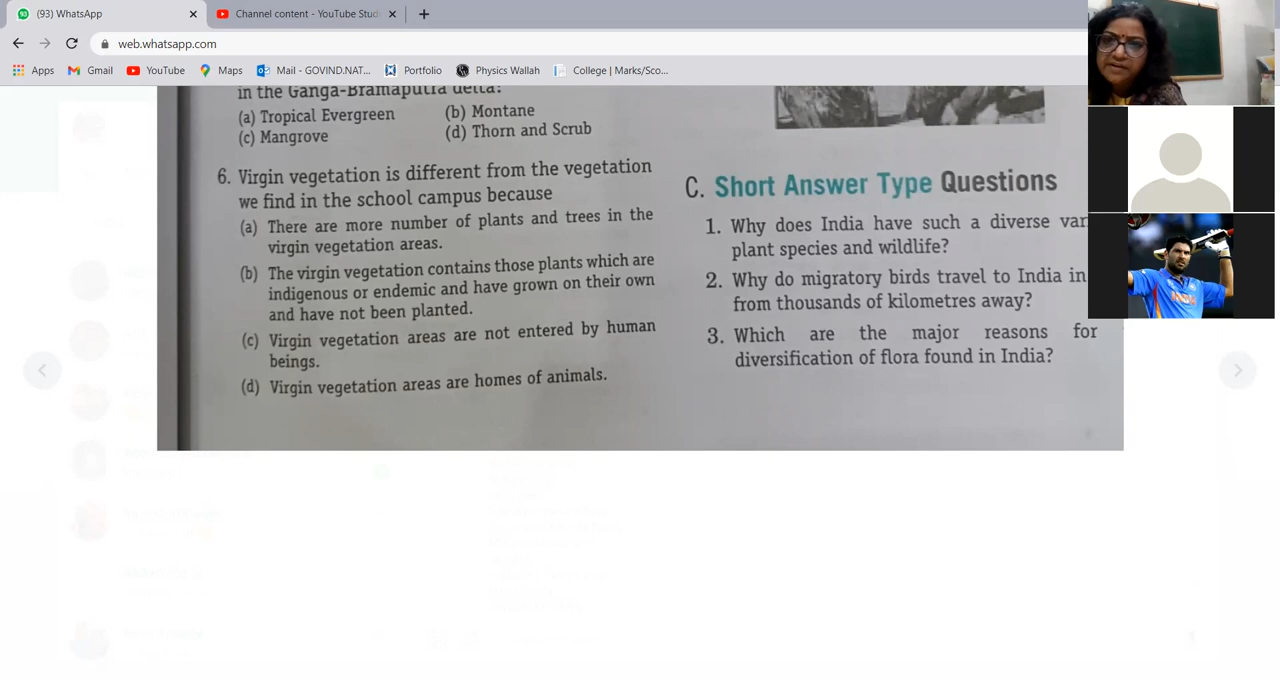 (93) WhatsApp
Channel content - YouTube Stud
web.whatsapp.com
Apps
Gmail
YouTube
Maps
Mail - GOVIND.NAT...
Portfolio
Physics Wallah
College | Marks/Sco...
in the Ganga-Bramaputra delta?
(a) Tropical Evergreen (b) Montane
(c) Mangrove (d) Thorn and Scrub
6. Virgin vegetation is different from the vegetation
we find in the school campus because
(a) There are more number of plants and trees in the
virgin vegetation areas.
(b) The virgin vegetation contains those plants which are
indigenous or endemic and have grown on their own
and have not been planted.
(c) Virgin vegetation areas are not entered by human
beings.
(d) Virgin vegetation areas are homes of animals.
C. Short Answer Type Questions
1. Why does India have such a diverse var
plant species and wildlife?
2. Why do migratory birds travel to India in
from thousands of kilometres away?
3. Which are the major reasons for
diversification of flora found in India?